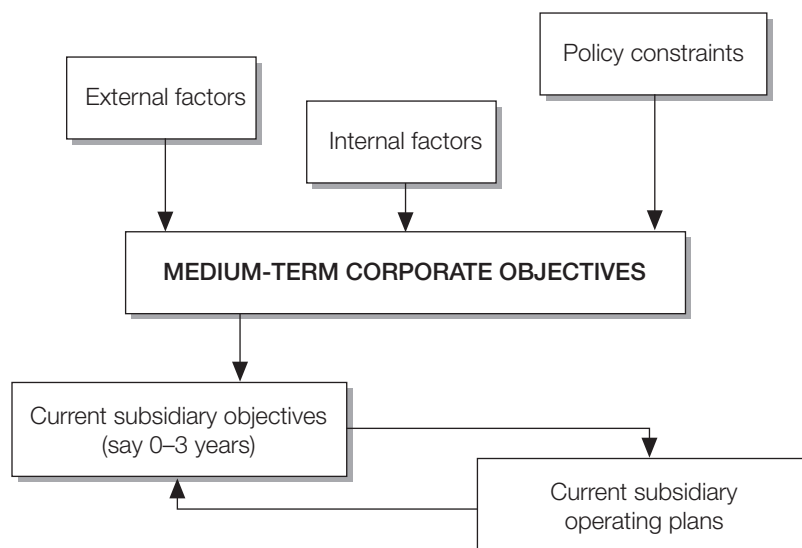 Policy constraints
External factors
Internal factors
MEDIUM-TERM CORPORATE OBJECTIVES
Current subsidiary objectives
(say 0–3 years)
Current subsidiary
operating plans